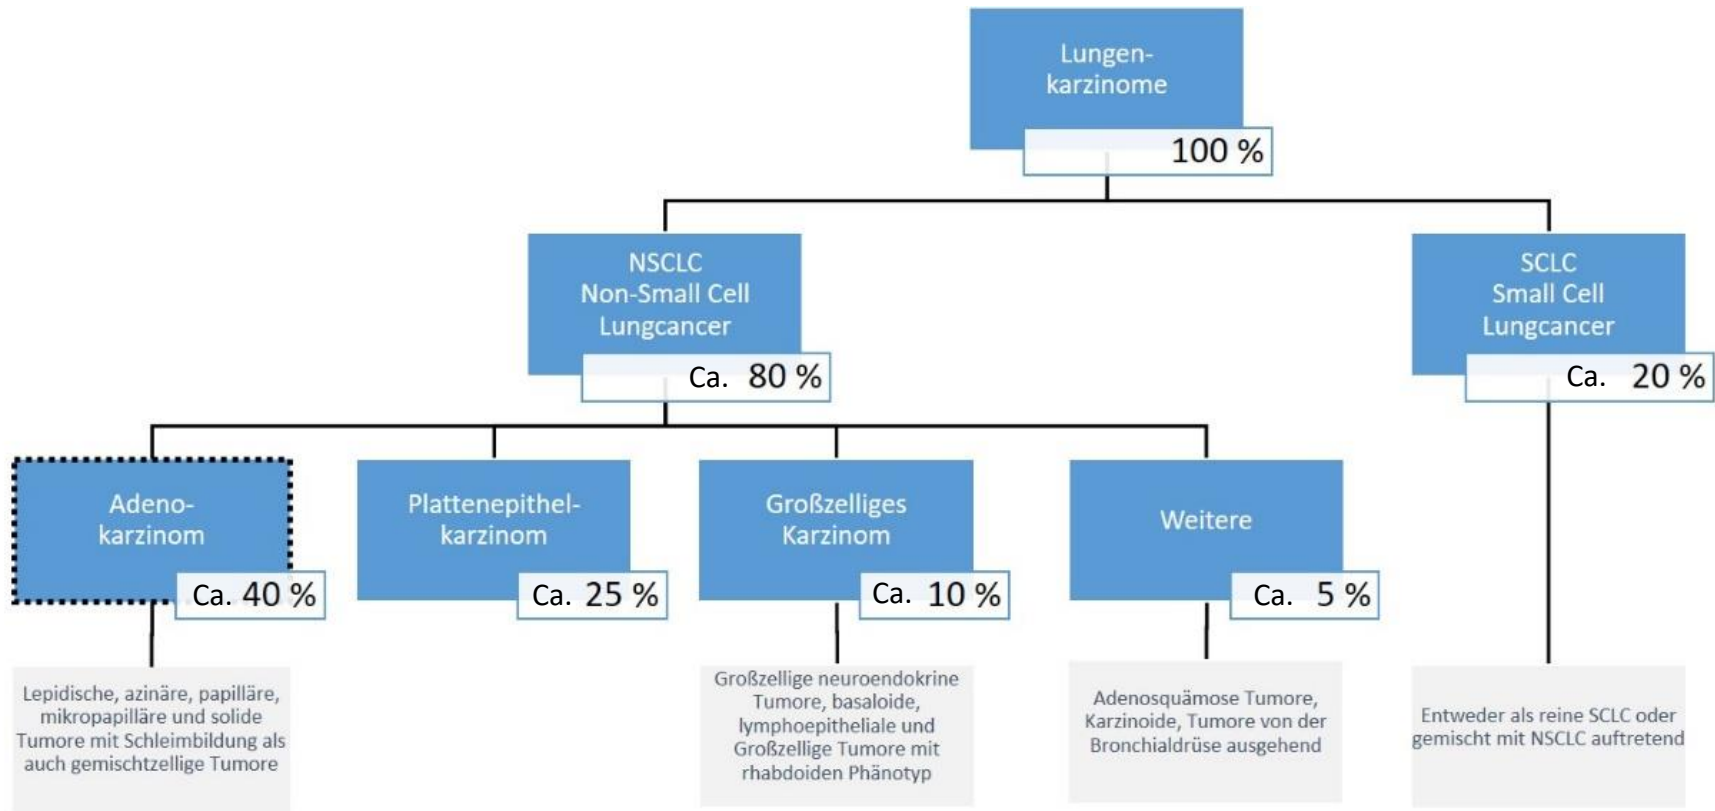 Lungen-
karzinome
100 %
NSCLC
Non-Small Cell
Lungcancer
Ca. 80 %
SCLC
Small Cell
Lungcancer
Ca. 20 %
Adeno-
karzinom
Ca. 40 %
Plattenepithel-
karzinom
Ca. 25 %
Großzelliges
Karzinom
Ca. 10 %
Weitere
Ca. 5 %
Lepidische, azinäre, papilläre,
mikropapilläre und solide
Tumore mit Schleimbildung als
auch gemischtzellige Tumore
Großzellige neuroendokrine
Tumore, basaloide,
lymphoepitheliale und
Großzellige Tumore mit
rhabdoiden Phänotyp
Adenosquämose Tumore,
Karzinoide, Tumore von der
Bronchialdrüse ausgehend
Entweder als reine SCLC oder
gemischt mit NSCLC auftretend